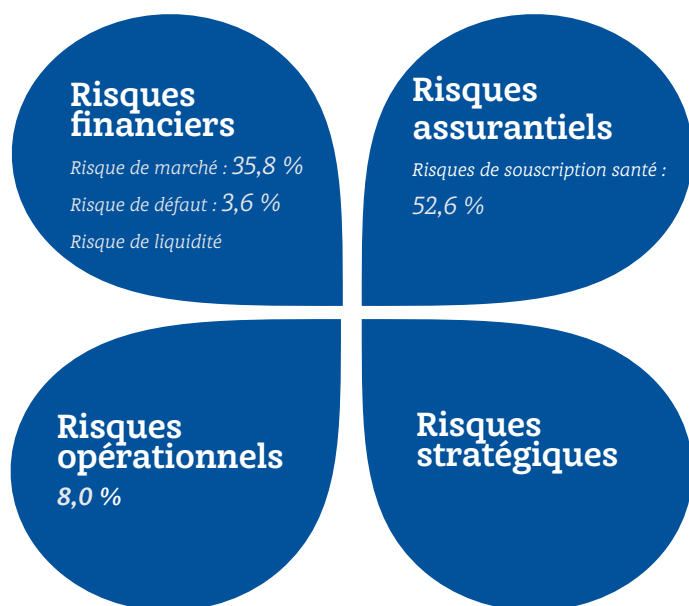 Risques
financiers
Risque de marché : 35,8 %
Risque de défaut : 3,6 %
Risque de liquidité
Risques
assurantiels
Risques de souscription santé :
52,6 %
Risques
opérationnels
8,0 %
Risques
stratégiques